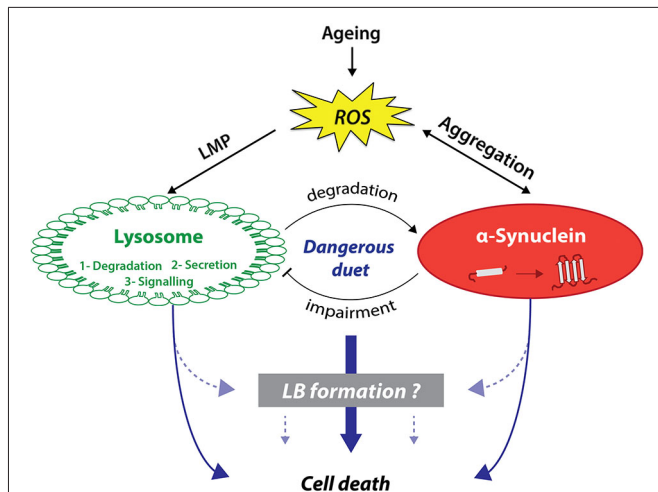 Ageing
ROS
LMP
Aggregation
degradation
Lysosome
1- Degradation 2- Secretion
3- Signalling
Dangerous
duet
α-Synuclein
impairment
LB formation ?
Cell death